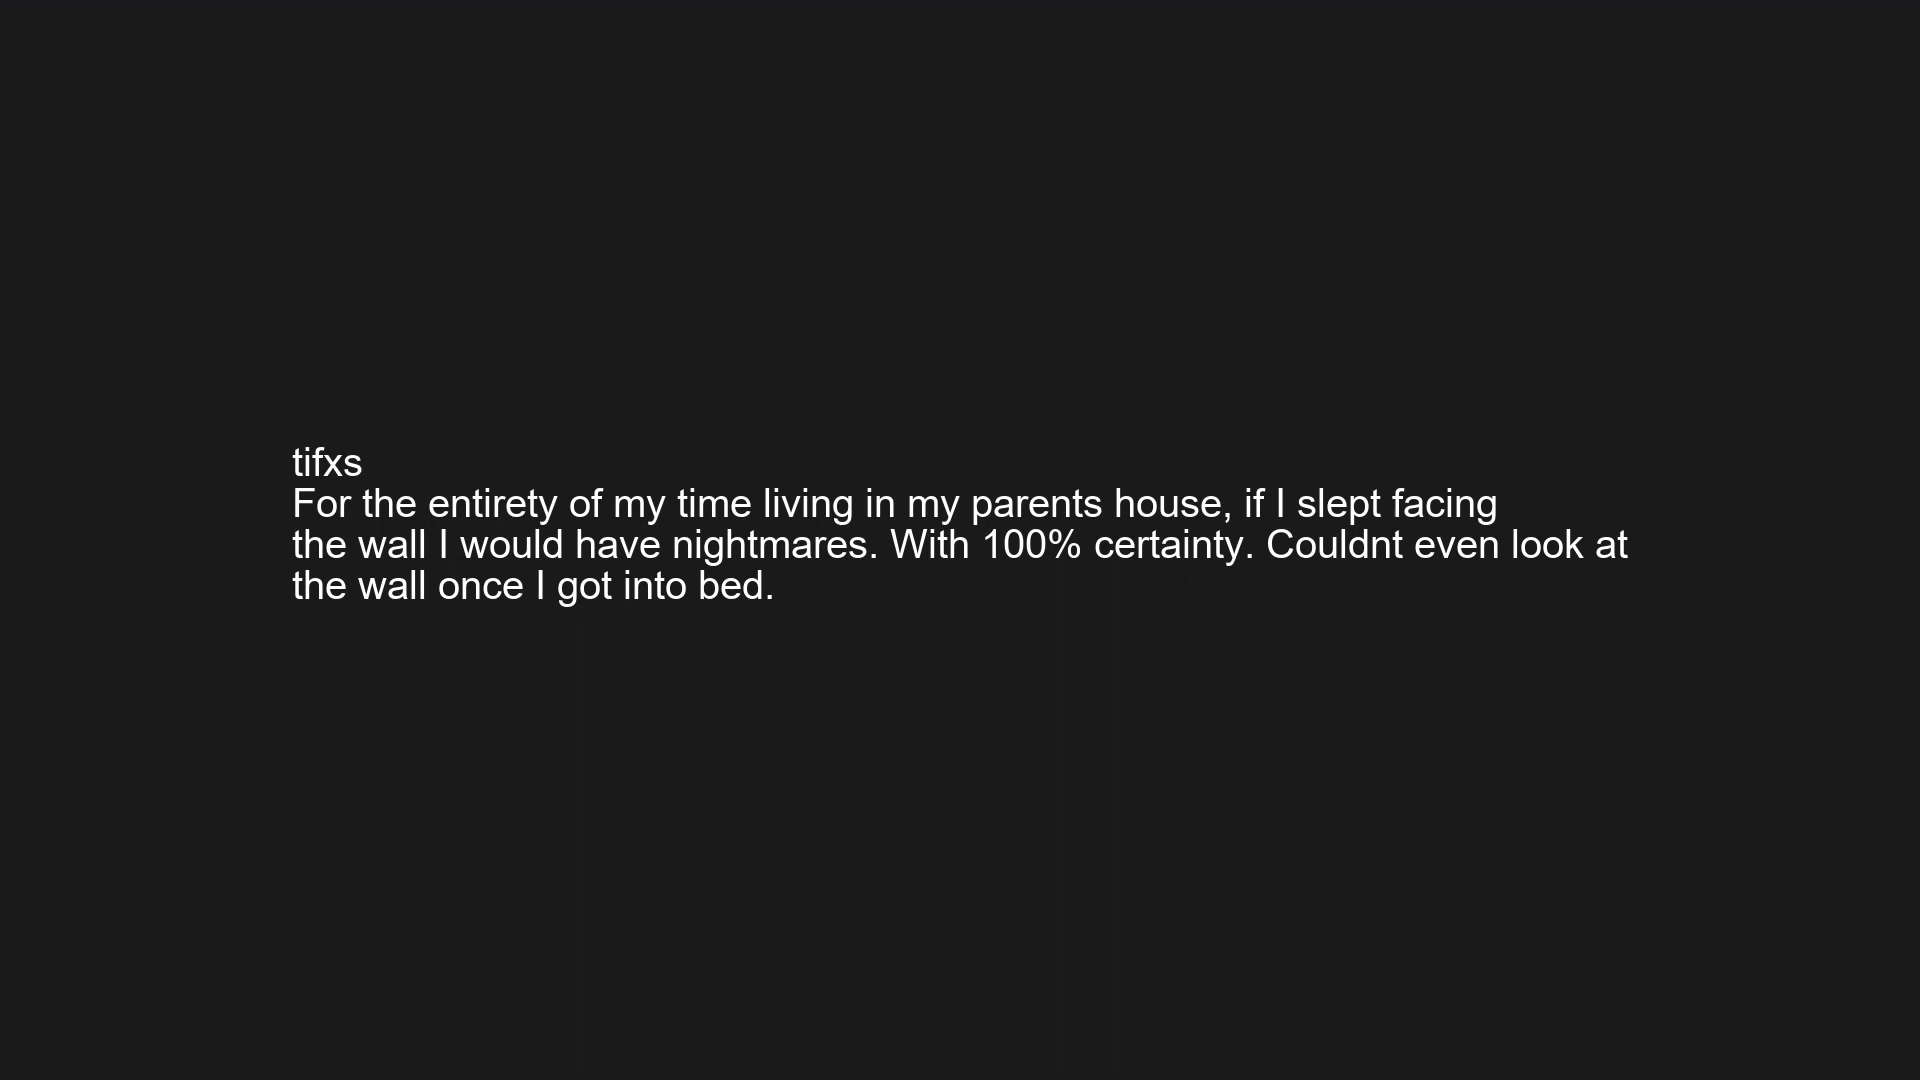 tifxs
For the entirety of my time living in my parents house, if I slept facing
the wall I would have nightmares. With 100% certainty. Couldnt even look at
the wall once I got into bed.